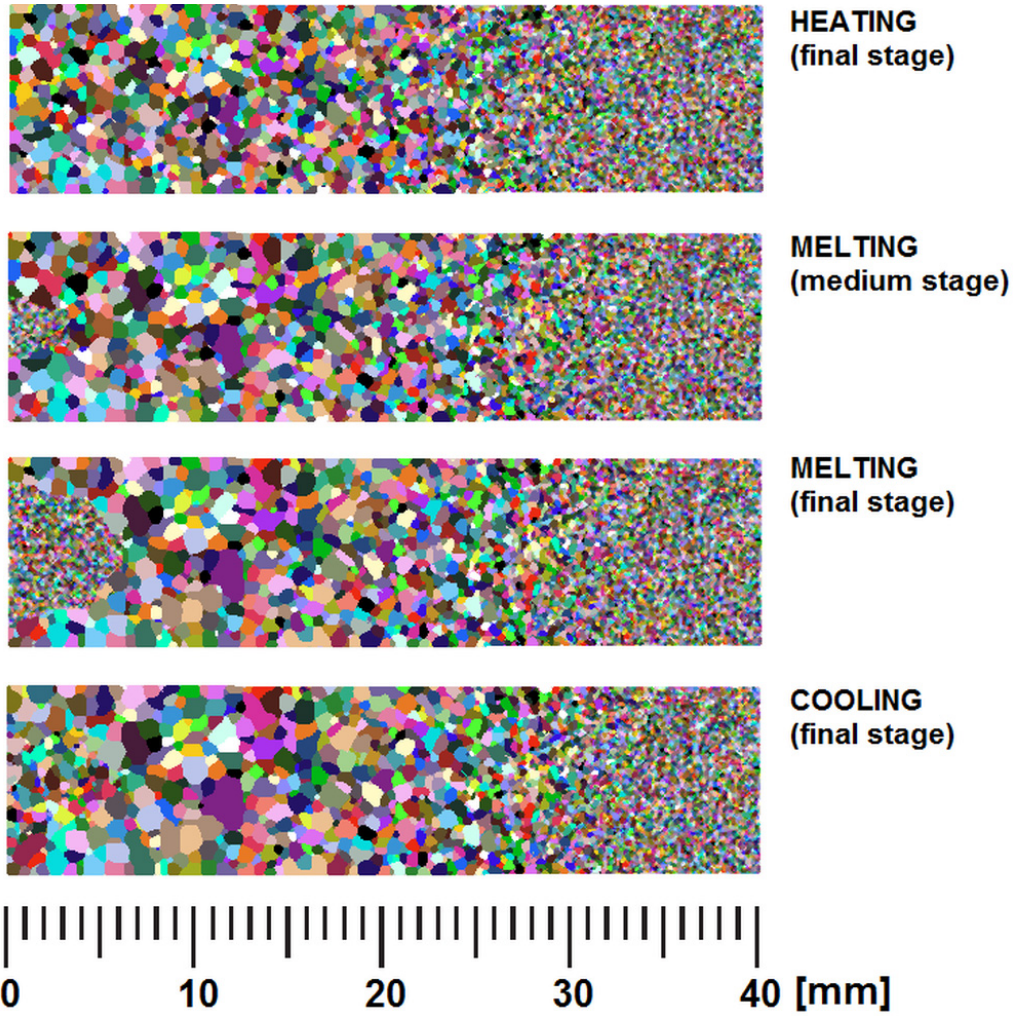 HEATING
(final stage)
MELTING
(medium stage)
MELTING
(final stage)
COOLING
(final stage)
0 10 20 30 40 [mm]